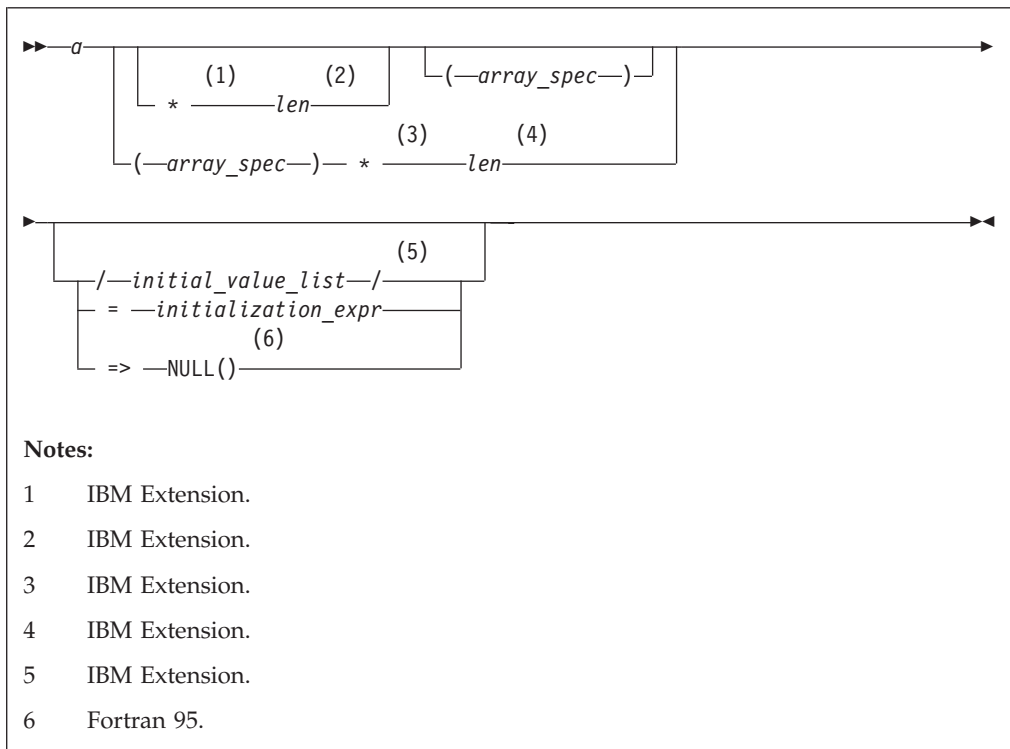 a
(1) (2) (—array_spec—)
* len
(3) (4)
(—array_spec—) * len
(5)
/—initial_value_list—/
= initialization_expr
(6)
=> NULL()
Notes:
1 IBM Extension.
2 IBM Extension.
3 IBM Extension.
4 IBM Extension.
5 IBM Extension.
6 Fortran 95.